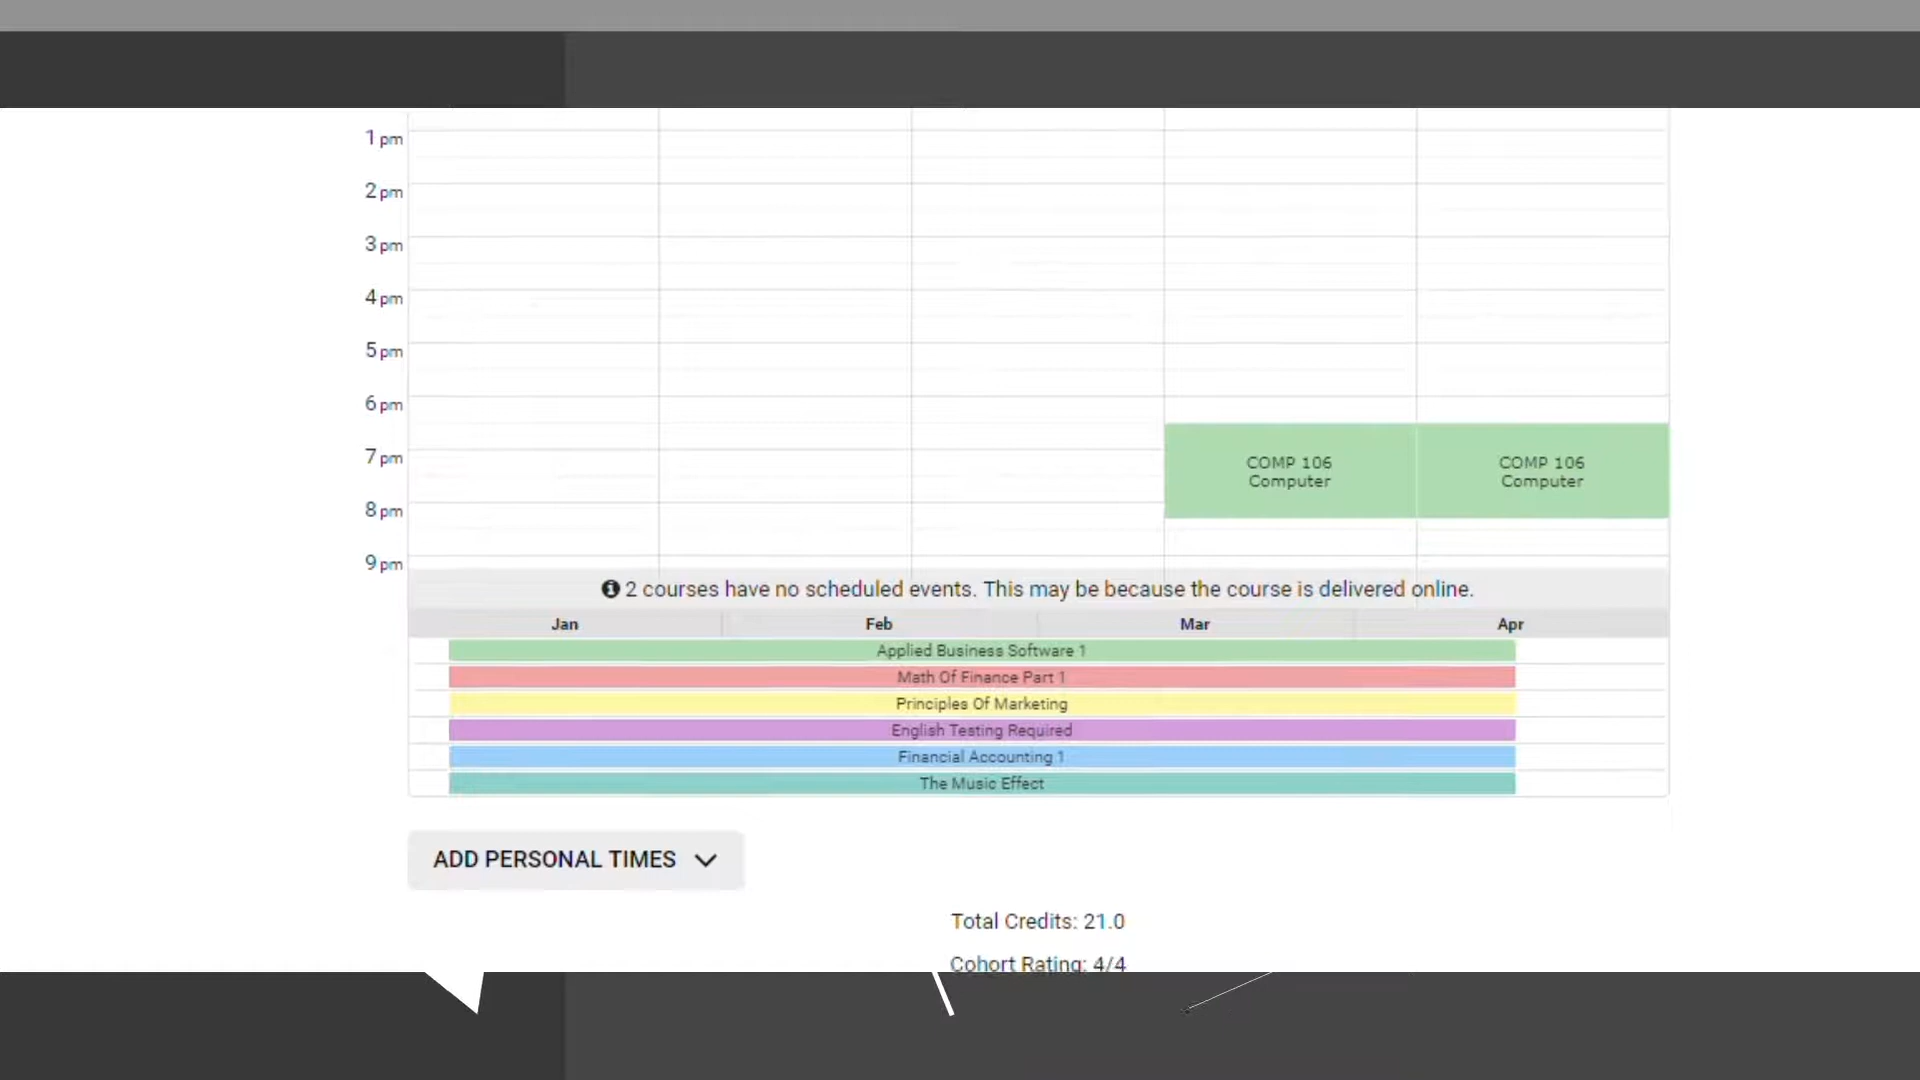 1 pm
2 pm
3 pm
4 pm
5 pm
6 pm
7 pm
COMP 106
Computer
COMP 106
Computer
8 pm
9 pm
2 courses have no scheduled events. This may be because the course is delivered online.
Jan Feb Mar Apr
Applied Business Software 1
Math Of Finance Part 1
Principles Of Marketing
English Testing Required
Financial Accounting 1
The Music Effect
ADD PERSONAL TIMES
Total Credits: 21.0
Cohort Rating: 4/4